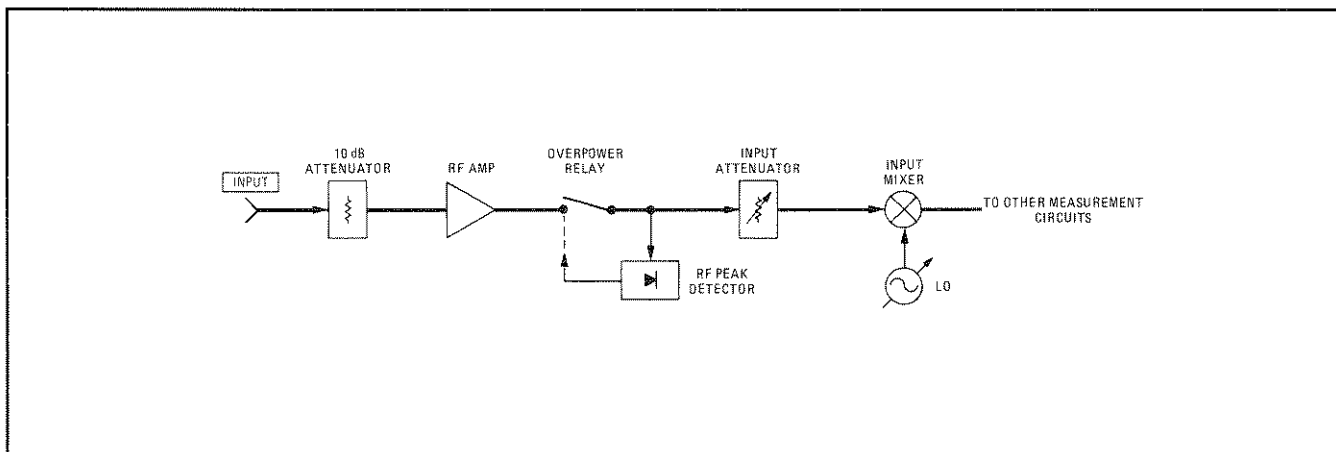 10 dB
ATTENUATOR
RF AMP
OVERPOWER
RELAY
INPUT
ATTENUATOR
INPUT
MIXER
INPUT
TO OTHER MEASUREMENT
CIRCUITS
RF PEAK
DETECTOR
LO